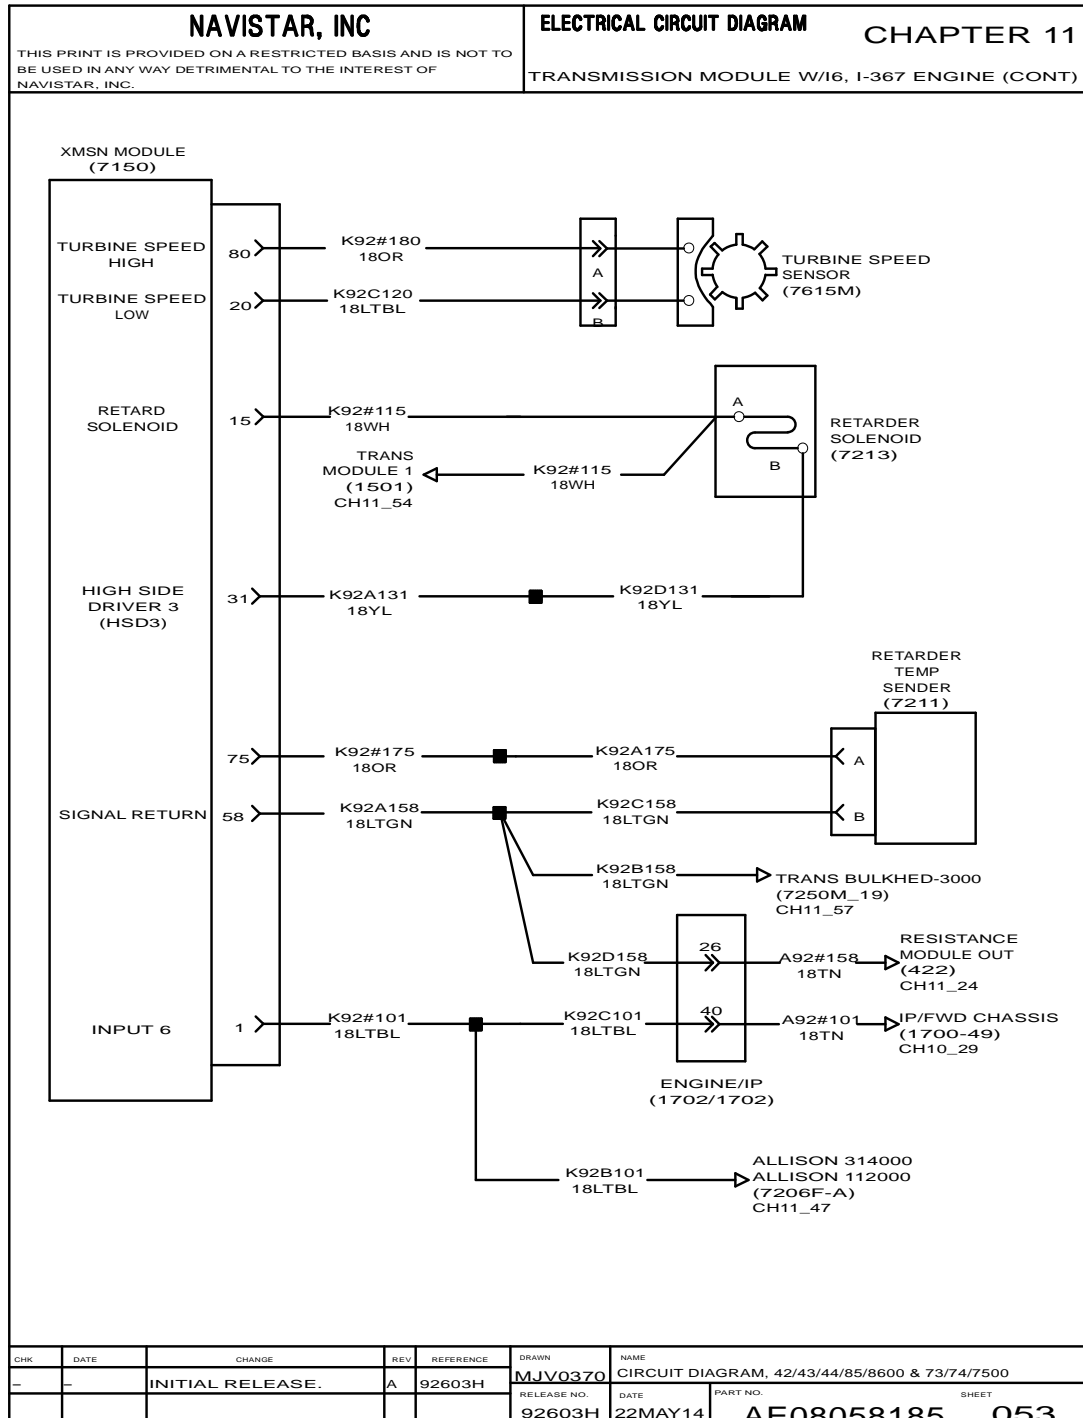 NAVISTAR, INC
THIS PRINT IS PROVIDED ON A RESTRICTED BASIS AND IS NOT TO
BE USED IN ANY WAY DETRIMENTAL TO THE INTEREST OF
NAVISTAR, INC.
ELECTRICAL CIRCUIT DIAGRAM
CHAPTER 11
TRANSMISSION MODULE W/I6, I-367 ENGINE (CONT)
XMSN MODULE
(7150)
TURBINE SPEED
HIGH
80
K92#180
18OR
A
TURBINE SPEED
SENSOR
(7615M)
TURBINE SPEED
LOW
20
K92C120
18LTBL
B
RETARD
SOLENOID
15
K92#115
18WH
A
B
RETARDER
SOLENOID
(7213)
TRANS
MODULE 1
(1501)
CH11_54
K92#115
18WH
HIGH SIDE
DRIVER 3
(HSD3)
31
K92A131
18YL
K92D131
18YL
RETARDER
TEMP
SENDER
(7211)
75
K92#175
18OR
K92A175
18OR
A
SIGNAL RETURN
58
K92A158
18LTGN
K92C158
18LTGN
B
K92B158
18LTGN
TRANS BULKHED-3000
(7250M_19)
CH11_57
K92D158
18LTGN
26
A92#158
18TN
RESISTANCE
MODULE OUT
(422)
CH11_24
INPUT 6
1
K92#101
18LTBL
K92C101
18LTBL
40
A92#101
18TN
IP/FWD CHASSIS
(1700-49)
CH10_29
ENGINE/IP
(1702/1702)
K92B101
18LTBL
ALLISON 314000
ALLISON 112000
(7206F-A)
CH11_47
CHK DATE CHANGE REV REFERENCE
– – INITIAL RELEASE. A 92603H
DRAWN
MJV0370
NAME
CIRCUIT DIAGRAM, 42/43/44/85/8600 & 73/74/7500
RELEASE NO.
92603H
DATE
22MAY14
PART NO.
AE08058185
SHEET
053